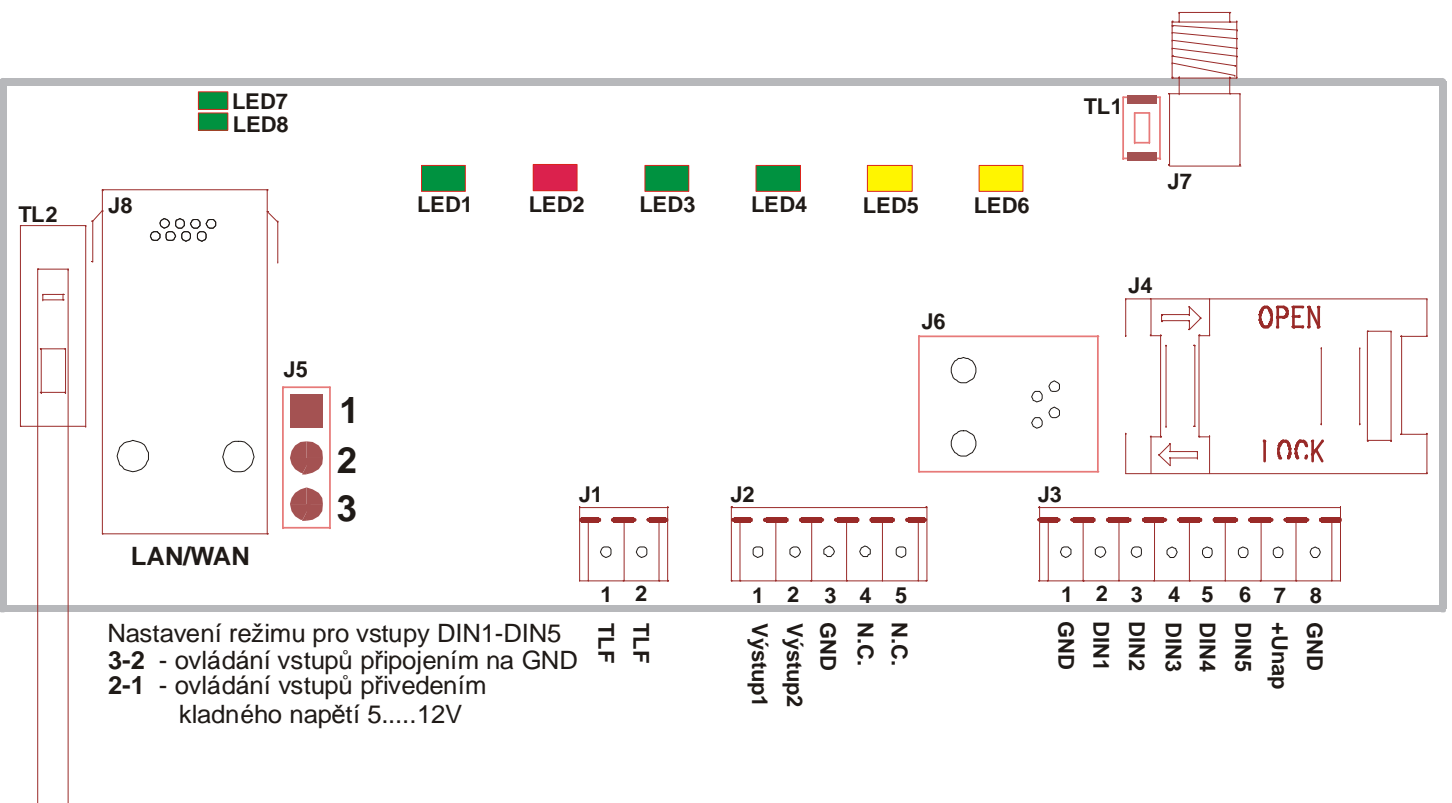 LED7
LED8
TL1
J7
LED1 LED2 LED3 LED4 LED5 LED6
TL2
J8
J4
OPEN
LOCK
J6
J5
1
2
3
LAN/WAN
J1
1 2
TLF TLF
J2
1 2 3 4 5
Výstup1 Výstup2 GND N.C. N.C.
J3
1 2 3 4 5 6 7 8
GND DIN1 DIN2 DIN3 DIN4 DIN5 +Unap GND
Nastavení režimu pro vstupy DIN1-DIN5
3-2 - ovládání vstupů připojením na GND
2-1 - ovládání vstupů přivedením
kladného napětí 5.....12V